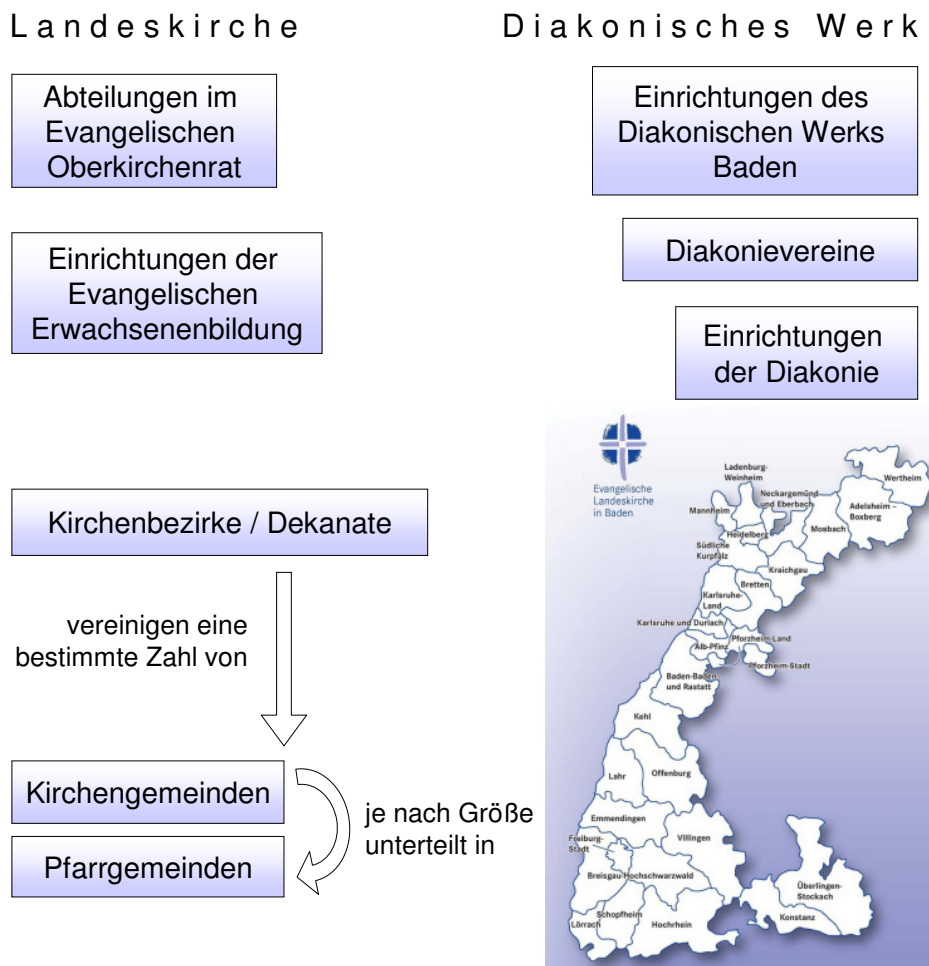 Landeskirche
Diakonisches Werk
Abteilungen im
Evangelischen
Oberkirchenrat
Einrichtungen des
Diakonischen Werks
Baden
Einrichtungen der
Evangelischen
Erwachsenenbildung
Diakonievereine
Einrichtungen
der Diakonie
Kirchenbezirke / Dekanate
vereinigen eine
bestimmte Zahl von
Kirchengemeinden
Pfarrgemeinden
je nach Größe
unterteilt in
Evangelische
Landeskirche
in Baden
Ladenburg-
Weinheim
Wertheim
Neckargemünd
und Eberbach
Adelsheim –
Boxberg
Mannheim
Mosbach
Heidelberg
Südliche
Kurpfalz
Kraichgau
Bretten
Karlsruhe-
Land
Karlsruhe und Durlach
Pforzheim-Land
Alb-Pfinz
Pforzheim-Stadt
Baden-Baden
und Rastatt
Kehl
Lahr
Offenburg
Emmendingen
Villingen
Freiburg-
Stadt
Breisgau-Hochschwarzwald
Überlingen-
Stockach
Schopfheim
Konstanz
Lörrach
Hochrhein